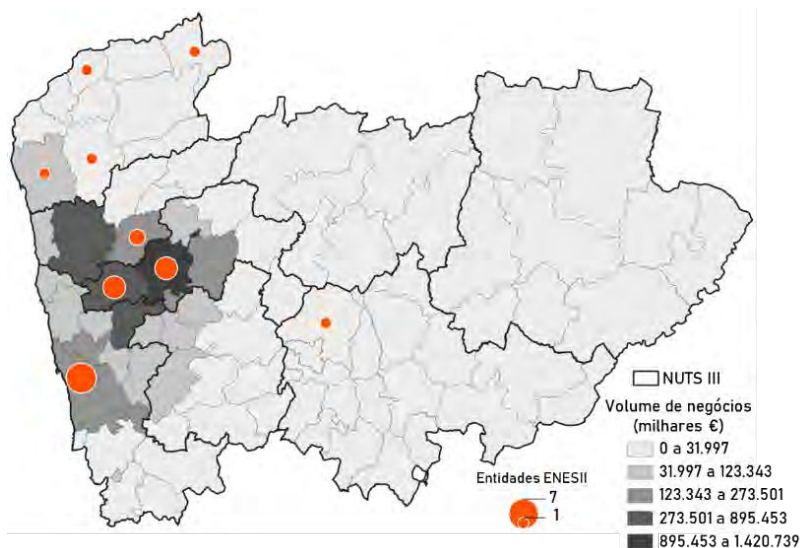 NUTS III
Volume de negócios
(milhares €)
0 a 31.997
31.997 a 123.343
123.343 a 273.501
273.501 a 895.453
895.453 a 1.420.739
Entidades ENESII
7
1